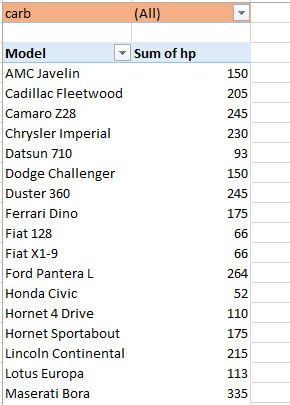 carb (All)
Model Sum of hp
AMC Javelin 150
Cadillac Fleetwood 205
Camaro Z28 245
Chrysler Imperial 230
Datsun 710 93
Dodge Challenger 150
Duster 360 245
Ferrari Dino 175
Fiat 128 66
Fiat X1-9 66
Ford Pantera L 264
Honda Civic 52
Hornet 4 Drive 110
Hornet Sportabout 175
Lincoln Continental 215
Lotus Europa 113
Maserati Bora 335